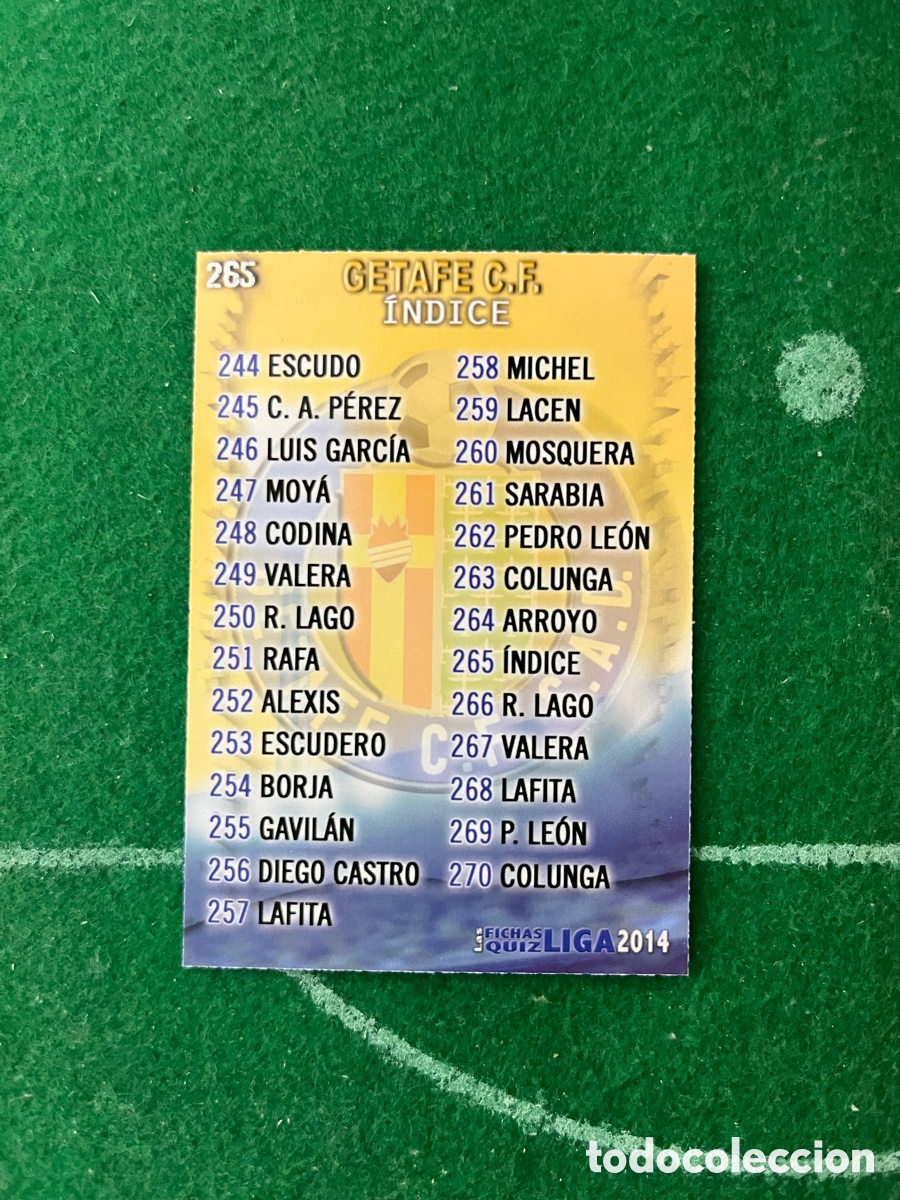 265
GETAFE C.F.
ÍNDICE
244 ESCUDO
245 C. A. PÉREZ
246 LUIS GARCÍA
247 MOYÁ
248 CODINA
249 VALERA
250 R. LAGO
251 RAFA
252 ALEXIS
253 ESCUDERO
254 BORJA
255 GAVILÁN
256 DIEGO CASTRO
257 LAFITA
258 MICHEL
259 LACEN
260 MOSQUERA
261 SARABIA
262 PEDRO LEÓN
263 COLUNGA
264 ARROYO
265 ÍNDICE
266 R. LAGO
267 VALERA
268 LAFITA
269 P. LEÓN
270 COLUNGA
Las FICHAS QUIZ LIGA 2014
todocoleccion